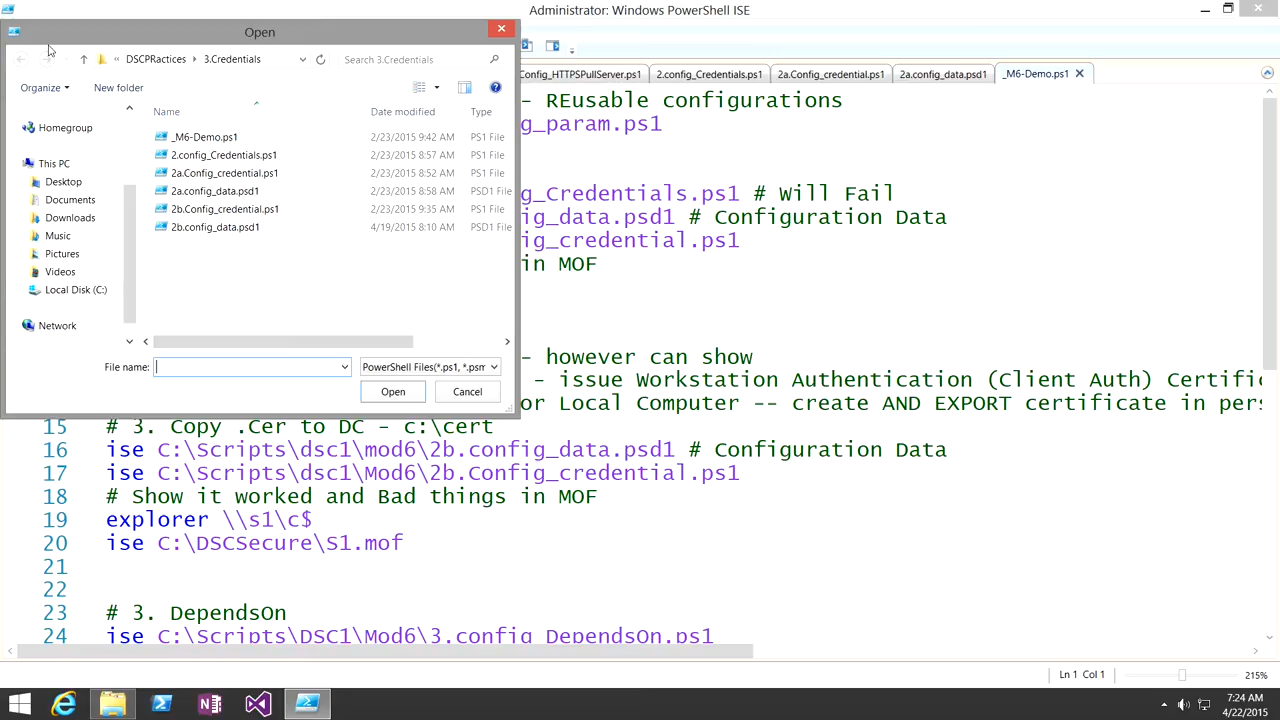 Administrator: Windows PowerShell ISE
Open
« DSCPRactices 3.Credentials
Search 3.Credentials
Organize
New folder
Name Date modified Type
Homegroup
This PC
Desktop
Documents
Downloads
Music
Pictures
Videos
Local Disk (C:)
Network
_M6-Demo.ps1 2/23/2015 9:42 AM PS1 File
2.config_Credentials.ps1 2/23/2015 8:57 AM PS1 File
2a.Config_credential.ps1 2/23/2015 8:52 AM PS1 File
2a.config_data.psd1 2/23/2015 8:58 AM PSD1 File
2b.Config_credential.ps1 2/23/2015 9:35 AM PS1 File
2b.config_data.psd1 4/19/2015 8:10 AM PSD1 File
File name:
PowerShell Files(*.ps1, *.psm
Open
Cancel
Config_HTTPSPullServer.ps1 2.config_Credentials.ps1 2a.Config_credential.ps1 2a.config_data.psd1 _M6-Demo.ps1
- REusable configurations
g_param.ps1
g_Credentials.ps1 # Will Fail
ig_data.psd1 # Configuration Data
ig_credential.ps1
in MOF
- however can show
- issue Workstation Authentication (Client Auth) Certific
or Local Computer -- create AND EXPORT certificate in pers
15 # 3. Copy .Cer to DC - c:\cert
16 ise C:\Scripts\dsc1\mod6\2b.config_data.psd1 # Configuration Data
17 ise C:\Scripts\dsc1\Mod6\2b.Config_credential.ps1
18 # Show it worked and Bad things in MOF
19 explorer \\s1\c$
20 ise C:\DSCSecure\S1.mof
21
22
23 # 3. DependsOn
24 ise C:\Scripts\DSC1\Mod6\3.config_DependsOn.ps1
Ln 1 Col 1
215%
7:24 AM
4/22/2015